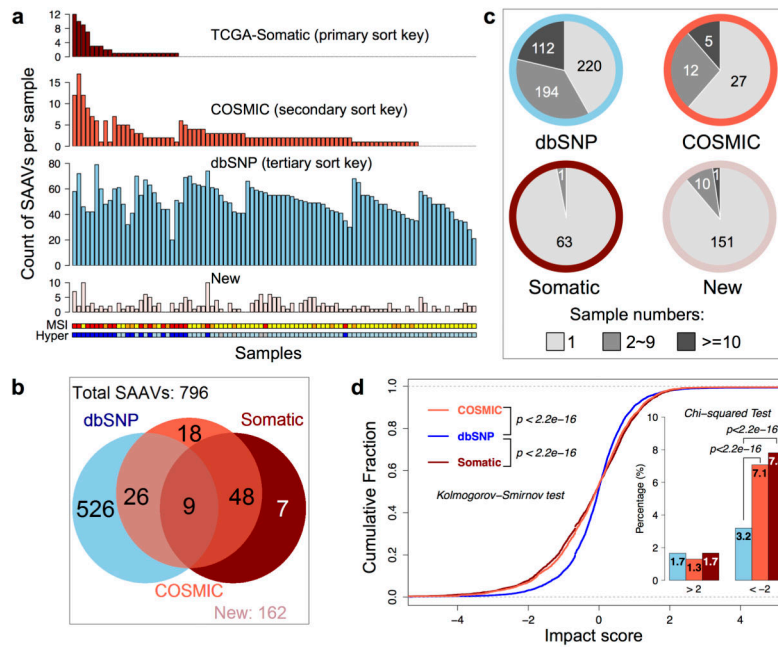 a
TCGA-Somatic (primary sort key)
12
10
8
6
4
2
0
COSMIC (secondary sort key)
15
10
5
0
dbSNP (tertiary sort key)
80
60
40
20
0
New
10
5
0
MSI
Hyper
Count of SAAVs per sample
Samples
c
112
220
194
dbSNP
5
12
27
COSMIC
1
63
Somatic
10
1
151
New
Sample numbers:
1
2~9
>=10
b
Total SAAVs: 796
dbSNP
Somatic
18
526
26
9
48
7
COSMIC
New: 162
d
Cumulative Fraction
1.0
0.8
0.6
0.4
0.2
0.0
COSMIC
dbSNP
Somatic
p < 2.2e−16
p < 2.2e−16
Kolmogorov−Smirnov test
−4
−2
0
2
4
Impact score
Chi−squared Test
p<2.2e−16
p<2.2e−16
Percentage (%)
10
8
6
4
2
0
1.7
1.3
1.7
3.2
7.1
> 2
< −2